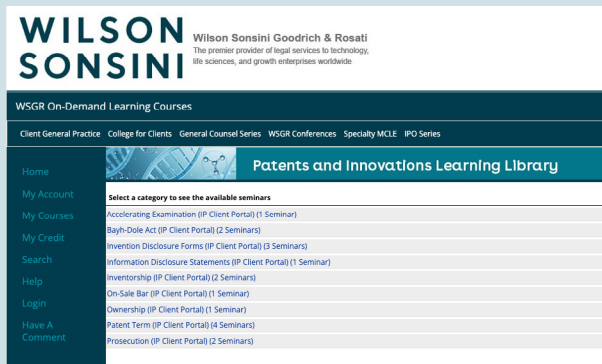 WILSON
SONSINI
Wilson Sonsini Goodrich & Rosati
The premier provider of legal services to technology,
life sciences, and growth enterprises worldwide
WSGR On-Demand Learning Courses
Client General Practice College for Clients General Counsel Series WSGR Conferences Specialty MCLE IPO Series
Home
My Account
My Courses
My Credit
Search
Help
Login
Have A
Comment
Patents and Innovations Learning Library
Select a category to see the available seminars
Accelerating Examination (IP Client Portal) (1 Seminar)
Bayh-Dole Act (IP Client Portal) (2 Seminars)
Invention Disclosure Forms (IP Client Portal) (3 Seminars)
Information Disclosure Statements (IP Client Portal) (1 Seminar)
Inventorship (IP Client Portal) (2 Seminars)
On-Sale Bar (IP Client Portal) (1 Seminar)
Ownership (IP Client Portal) (1 Seminar)
Patent Term (IP Client Portal) (4 Seminars)
Prosecution (IP Client Portal) (2 Seminars)